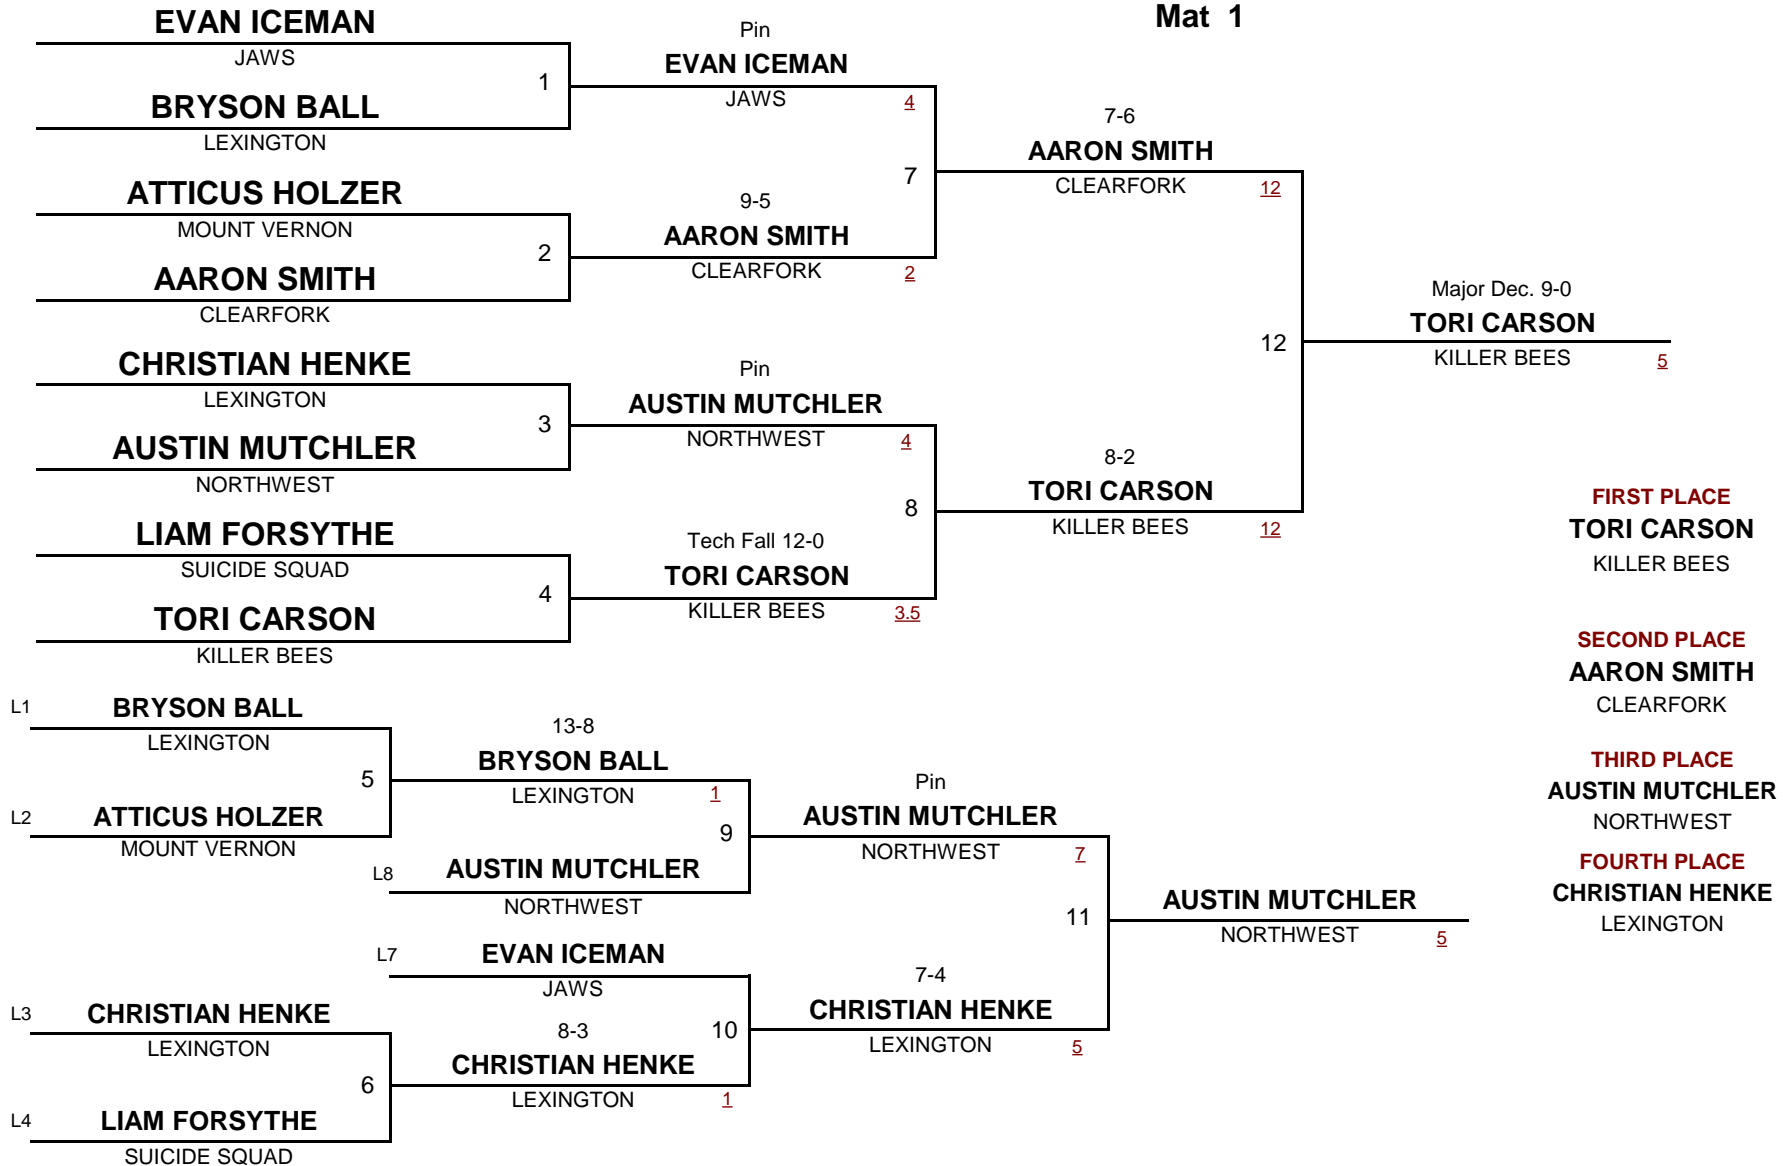 Mat 1
EVAN ICEMAN
JAWS
1
BRYSON BALL
LEXINGTON
ATTICUS HOLZER
MOUNT VERNON
2
AARON SMITH
CLEARFORK
CHRISTIAN HENKE
LEXINGTON
3
AUSTIN MUTCHLER
NORTHWEST
LIAM FORSYTHE
SUICIDE SQUAD
4
TORI CARSON
KILLER BEES
Pin
EVAN ICEMAN
JAWS 4
7
9-5
AARON SMITH
CLEARFORK 2
Pin
AUSTIN MUTCHLER
NORTHWEST 4
8
Tech Fall 12-0
TORI CARSON
KILLER BEES 3.5
7-6
AARON SMITH
CLEARFORK 12
12
8-2
TORI CARSON
KILLER BEES 12
Major Dec. 9-0
TORI CARSON
KILLER BEES 5
L1 BRYSON BALL
LEXINGTON
5
L2 ATTICUS HOLZER
MOUNT VERNON
L3 CHRISTIAN HENKE
LEXINGTON
6
L4 LIAM FORSYTHE
SUICIDE SQUAD
13-8
BRYSON BALL
LEXINGTON 1
9
L8 AUSTIN MUTCHLER
NORTHWEST
L7 EVAN ICEMAN
JAWS
10
8-3
CHRISTIAN HENKE
LEXINGTON 1
Pin
AUSTIN MUTCHLER
NORTHWEST 7
11
7-4
CHRISTIAN HENKE
LEXINGTON 5
AUSTIN MUTCHLER
NORTHWEST 5
FIRST PLACE
TORI CARSON
KILLER BEES
SECOND PLACE
AARON SMITH
CLEARFORK
THIRD PLACE
AUSTIN MUTCHLER
NORTHWEST
FOURTH PLACE
CHRISTIAN HENKE
LEXINGTON